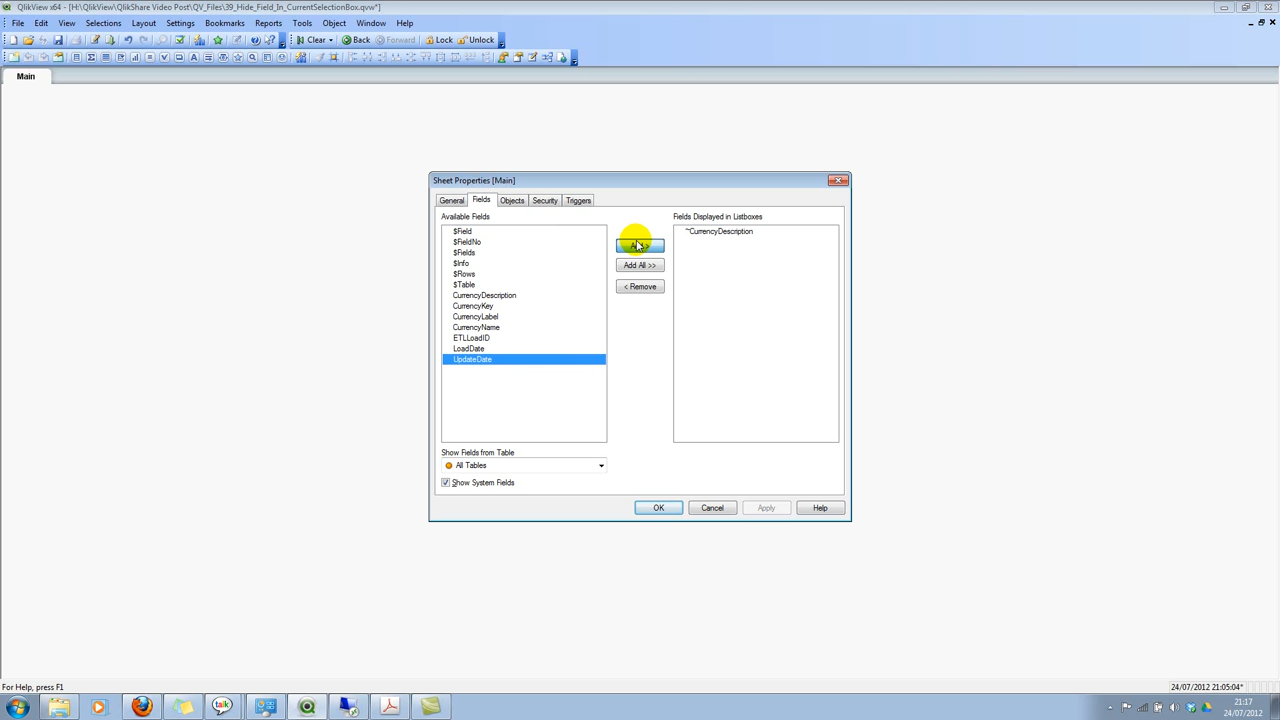 QlikView x64 - [H:\QlikView\QlikShare Video Post\QV_Files\39_Hide_Field_In_CurrentSelectionBox.qvw*]
File Edit View Selections Layout Settings Bookmarks Reports Tools Object Window Help
Clear Back Forward Lock Unlock
Main
Sheet Properties [Main]
General Fields Objects Security Triggers
Available Fields
Fields Displayed in Listboxes
$Field
~CurrencyDescription
$FieldNo
$Fields
$Info
Add All >>
$Rows
$Table
< Remove
CurrencyDescription
CurrencyKey
CurrencyLabel
CurrencyName
ETLLoadID
LoadDate
UpdateDate
Show Fields from Table
All Tables
Show System Fields
OK Cancel Apply Help
For Help, press F1
24/07/2012 21:05:04*
talk
21:17
24/07/2012